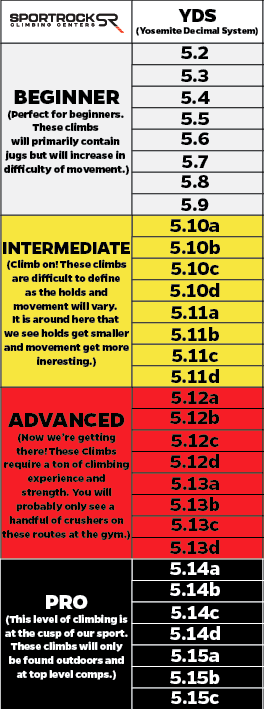 SPORTROCK SR
CLIMBING CENTERS
YDS
(Yosemite Decimal System)
BEGINNER
(Perfect for beginners.
These climbs
will primarily contain
jugs but will increase in
difficulty of movement.)
5.2
5.3
5.4
5.5
5.6
5.7
5.8
5.9
INTERMEDIATE
(Climb on! These climbs
are difficult to define
as the holds and
movement will vary.
It is around here that
we see holds get smaller
and movement get more
ineresting.)
5.10a
5.10b
5.10c
5.10d
5.11a
5.11b
5.11c
5.11d
ADVANCED
(Now we're getting
there! These Climbs
require a ton of climbing
experience and
strength. You will
probably only see a
handful of crushers on
these routes at the gym.)
5.12a
5.12b
5.12c
5.12d
5.13a
5.13b
5.13c
5.13d
PRO
(This level of climbing is
at the cusp of our sport.
These climbs will only
be found outdoors and
at top level comps.)
5.14a
5.14b
5.14c
5.14d
5.15a
5.15b
5.15c